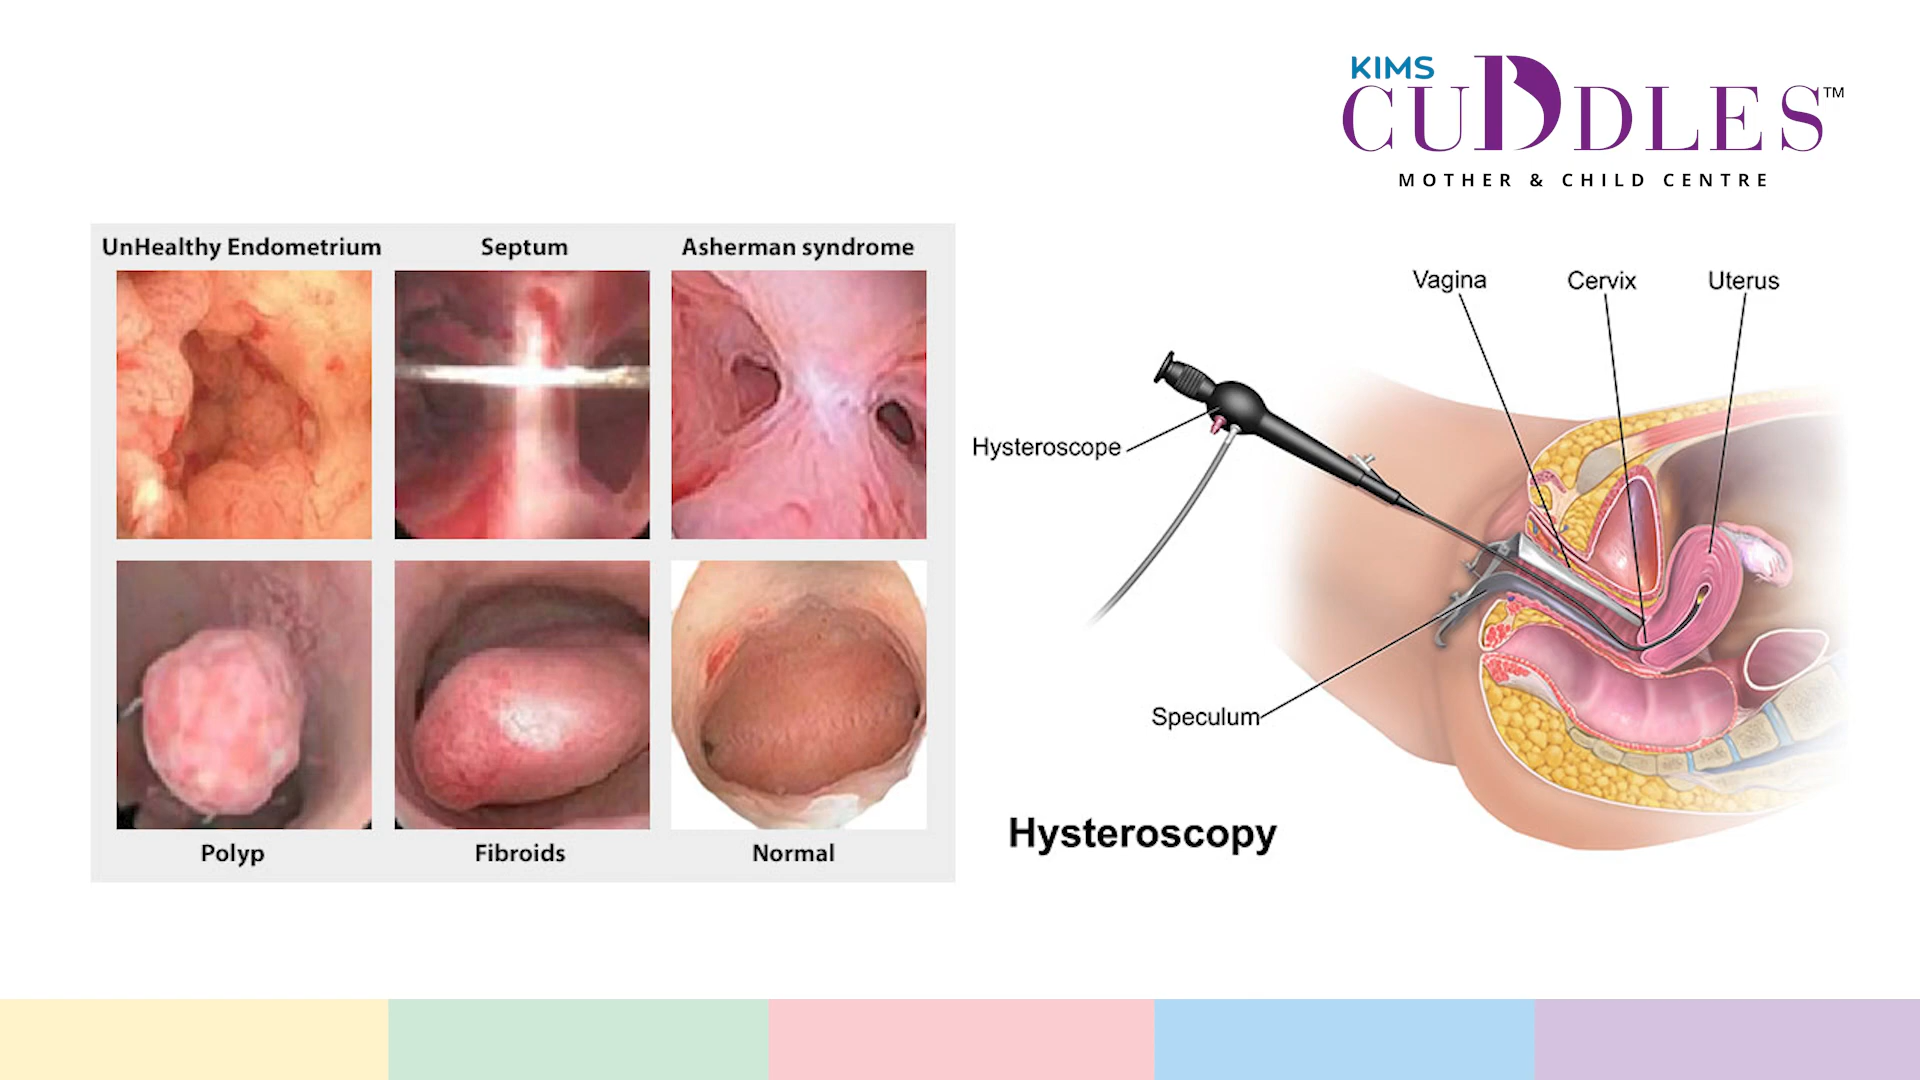 KIMS
CUDDLES™
MOTHER & CHILD CENTRE
UnHealthy Endometrium
Septum
Asherman syndrome
Polyp
Fibroids
Normal
Vagina
Cervix
Uterus
Hysteroscope
Speculum
Hysteroscopy